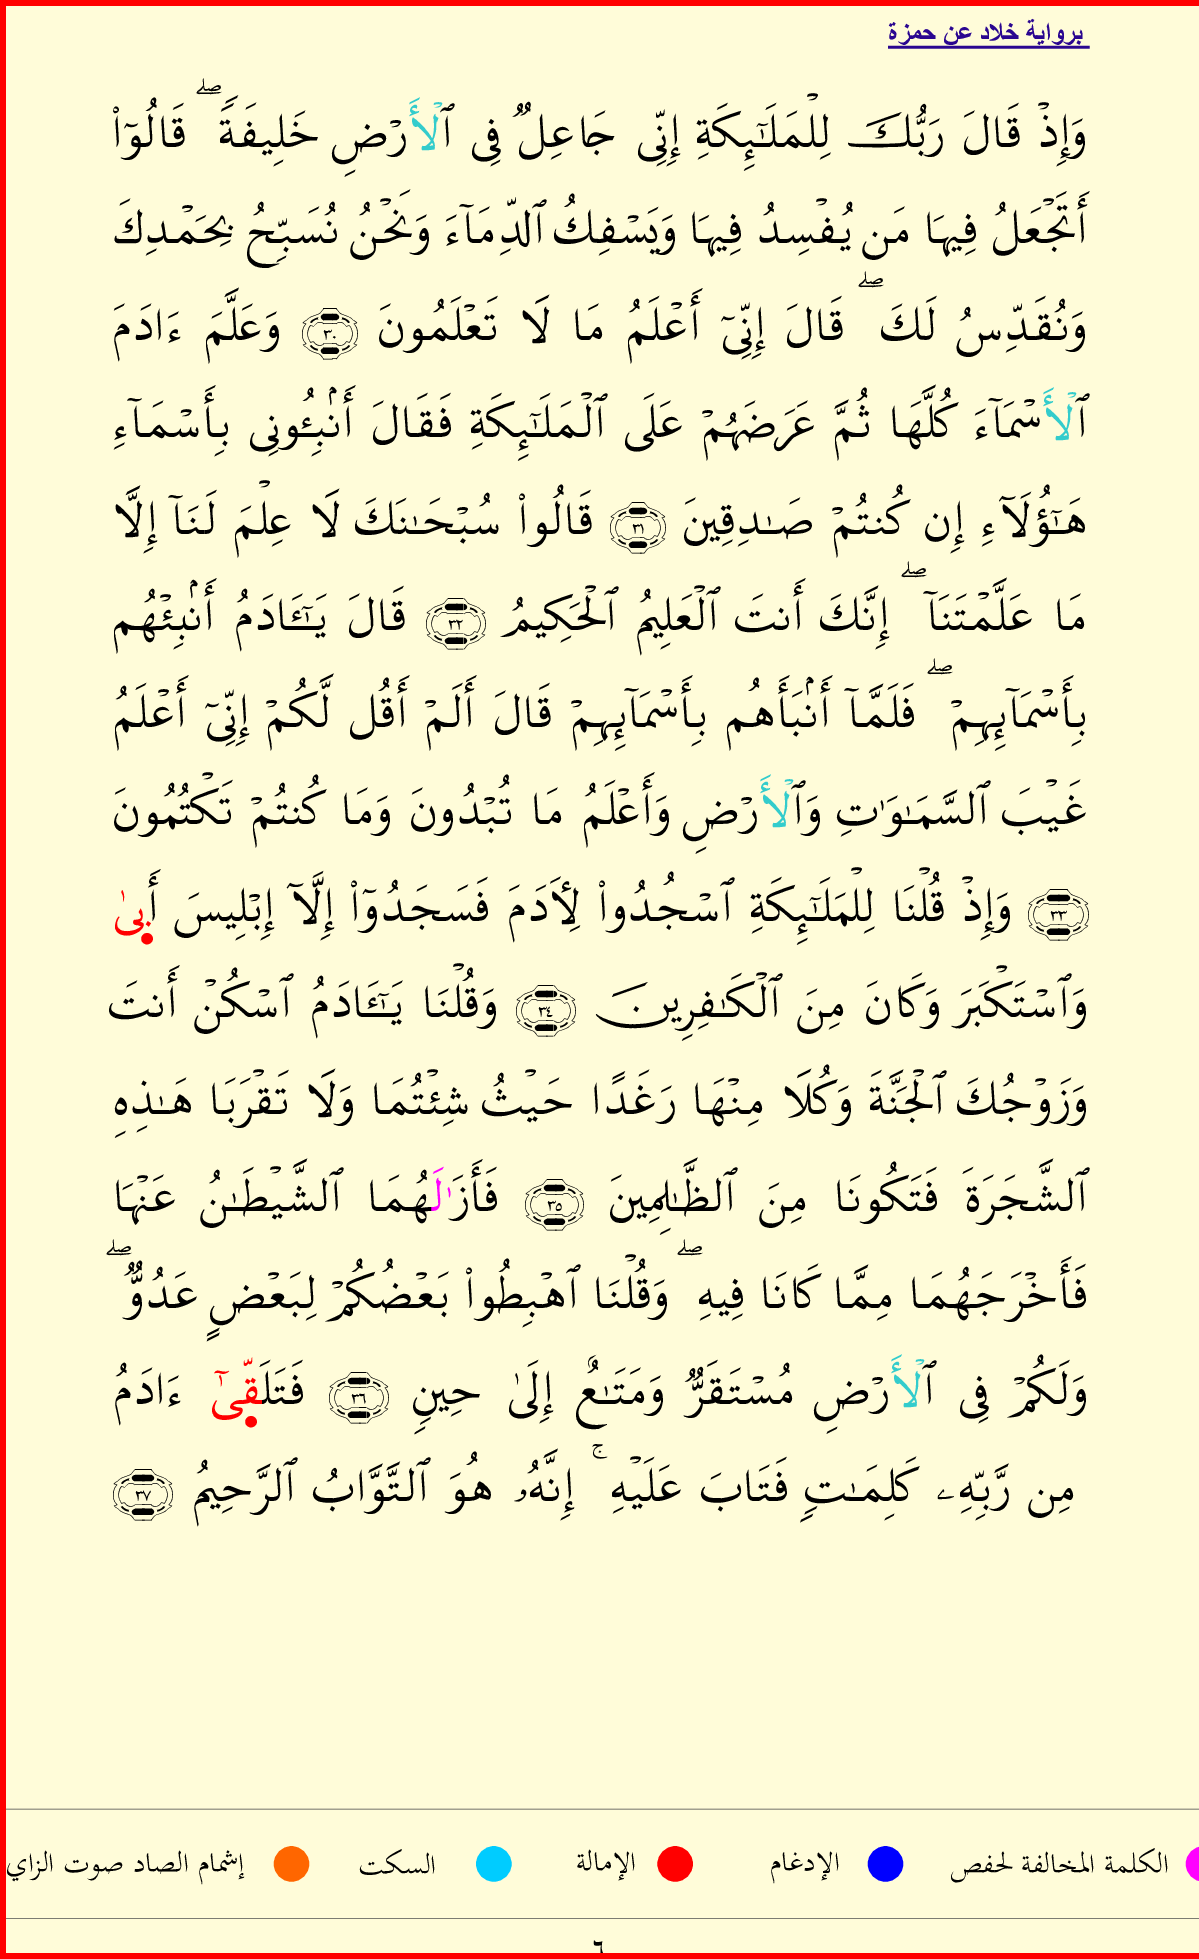 برواية خلاد عن حمزة
وَإِذْ قَالَ رَبُّكَ لِلْمَلَـٰٓئِكَةِ إِنِّى جَاعِلٌ فِى ٱلْأَرْضِ خَلِيفَةً ۖ قَالُوٓا۟
أَتَجْعَلُ فِيهَا مَن يُفْسِدُ فِيهَا وَيَسْفِكُ ٱلدِّمَآءَ وَنَحْنُ نُسَبِّحُ بِحَمْدِكَ
وَنُقَدِّسُ لَكَ ۖ قَالَ إِنِّىٓ أَعْلَمُ مَا لَا تَعْلَمُونَ ٣٠ وَعَلَّمَ ءَادَمَ
ٱلْأَسْمَآءَ كُلَّهَا ثُمَّ عَرَضَهُمْ عَلَى ٱلْمَلَـٰٓئِكَةِ فَقَالَ أَنۢبِـُٔونِى بِأَسْمَآءِ
هَـٰٓؤُلَآءِ إِن كُنتُمْ صَـٰدِقِينَ ٣١ قَالُوا۟ سُبْحَـٰنَكَ لَا عِلْمَ لَنَآ إِلَّا
مَا عَلَّمْتَنَآ ۖ إِنَّكَ أَنتَ ٱلْعَلِيمُ ٱلْحَكِيمُ ٣٢ قَالَ يَـٰٓـَٔادَمُ أَنۢبِئْهُم
بِأَسْمَآئِهِمْ ۖ فَلَمَّآ أَنۢبَأَهُم بِأَسْمَآئِهِمْ قَالَ أَلَمْ أَقُل لَّكُمْ إِنِّىٓ أَعْلَمُ
غَيْبَ ٱلسَّمَـٰوَٰتِ وَٱلْأَرْضِ وَأَعْلَمُ مَا تُبْدُونَ وَمَا كُنتُمْ تَكْتُمُونَ
٣٣ وَإِذْ قُلْنَا لِلْمَلَـٰٓئِكَةِ ٱسْجُدُوا۟ لِـَٔادَمَ فَسَجَدُوٓا۟ إِلَّآ إِبْلِيسَ أَبىٰ
وَٱسْتَكْبَرَ وَكَانَ مِنَ ٱلْكَـٰفِرِينَ ٣٤ وَقُلْنَا يَـٰٓـَٔادَمُ ٱسْكُنْ أَنتَ
وَزَوْجُكَ ٱلْجَنَّةَ وَكُلَا مِنْهَا رَغَدًا حَيْثُ شِئْتُمَا وَلَا تَقْرَبَا هَـٰذِهِ
ٱلشَّجَرَةَ فَتَكُونَا مِنَ ٱلظَّـٰلِمِينَ ٣٥ فَأَزَٰلَهُمَا ٱلشَّيْطَـٰنُ عَنْهَا
فَأَخْرَجَهُمَا مِمَّا كَانَا فِيهِ ۖ وَقُلْنَا ٱهْبِطُوا۟ بَعْضُكُمْ لِبَعْضٍ عَدُوٌّ ۖ
وَلَكُمْ فِى ٱلْأَرْضِ مُسْتَقَرٌّ وَمَتَـٰعٌ إِلَىٰ حِينٍ ٣٦ فَتَلَقّىٰٓ ءَادَمُ
مِن رَّبِّهِۦ كَلِمَـٰتٍ فَتَابَ عَلَيْهِ ۚ إِنَّهُۥ هُوَ ٱلتَّوَّابُ ٱلرَّحِيمُ ٣٧
الكلمة المخالفة لحفص الإدغام الإمالة السكت إشمام الصاد صوت الزاي
٦